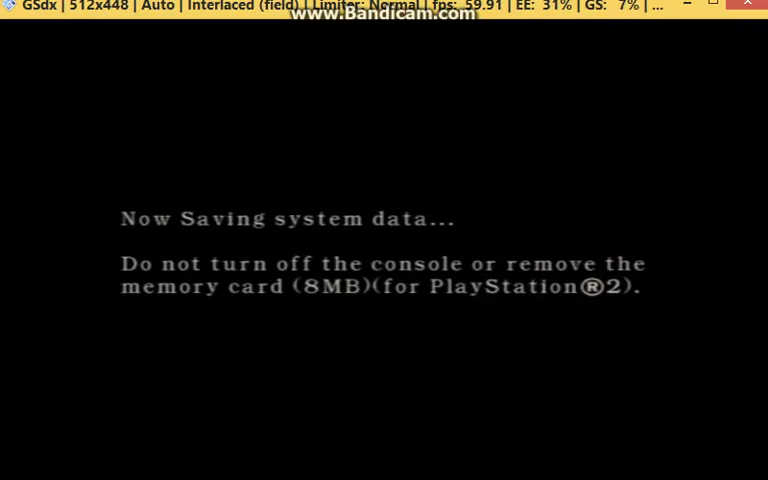 GSdx | 512x448 | Auto | Interlaced (field) | Limiter: Normal | fps: 59.91 | EE: 31% | GS: 7% | ...
www.Bandicam.com
Now Saving system data...
Do not turn off the console or remove the
memory card (8MB)(for PlayStation®2).